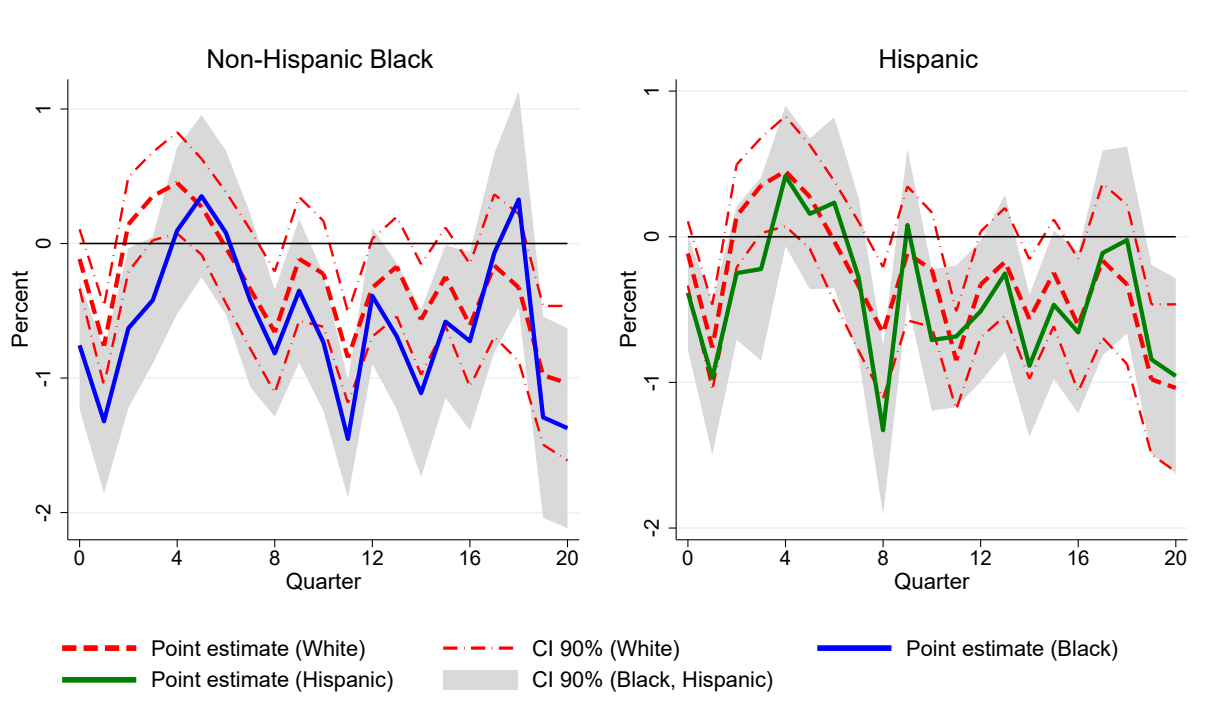 Non-Hispanic Black
Percent
1
0
-1
-2
0 4 8 12 16 20
Quarter
Hispanic
Percent
1
0
-1
-2
0 4 8 12 16 20
Quarter
Point estimate (White) CI 90% (White) Point estimate (Black)
Point estimate (Hispanic) CI 90% (Black, Hispanic)